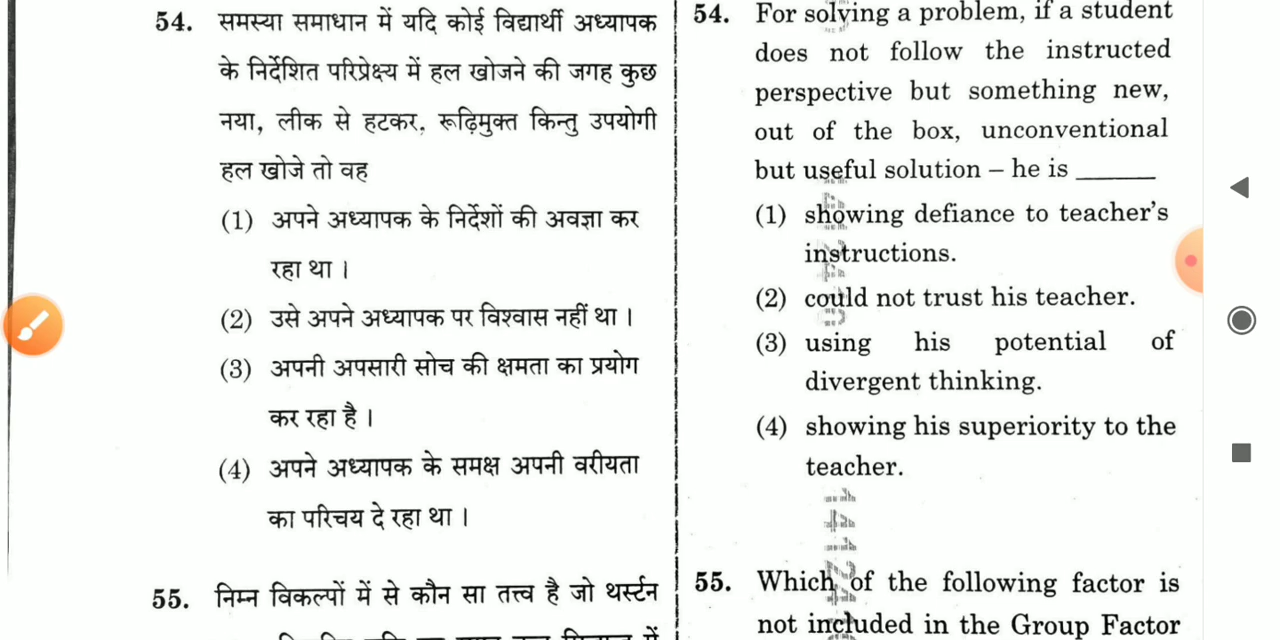 54. समस्या समाधान में यदि कोई विद्यार्थी अध्यापक
के निर्देशित परिप्रेक्ष्य में हल खोजने की जगह कुछ
नया, लीक से हटकर, रूढ़िमुक्त किन्तु उपयोगी
हल खोजे तो वह
(1) अपने अध्यापक के निर्देशों की अवज्ञा कर
रहा था ।
(2) उसे अपने अध्यापक पर विश्वास नहीं था ।
(3) अपनी अपसारी सोच की क्षमता का प्रयोग
कर रहा है ।
(4) अपने अध्यापक के समक्ष अपनी वरीयता
का परिचय दे रहा था ।
55. निम्न विकल्पों में से कौन सा तत्त्व है जो थर्स्टन
54. For solving a problem, if a student
does not follow the instructed
perspective but something new,
out of the box, unconventional
but useful solution – he is ______
(1) showing defiance to teacher's
instructions.
(2) could not trust his teacher.
(3) using his potential of
divergent thinking.
(4) showing his superiority to the
teacher.
55. Which of the following factor is
not included in the Group Factor